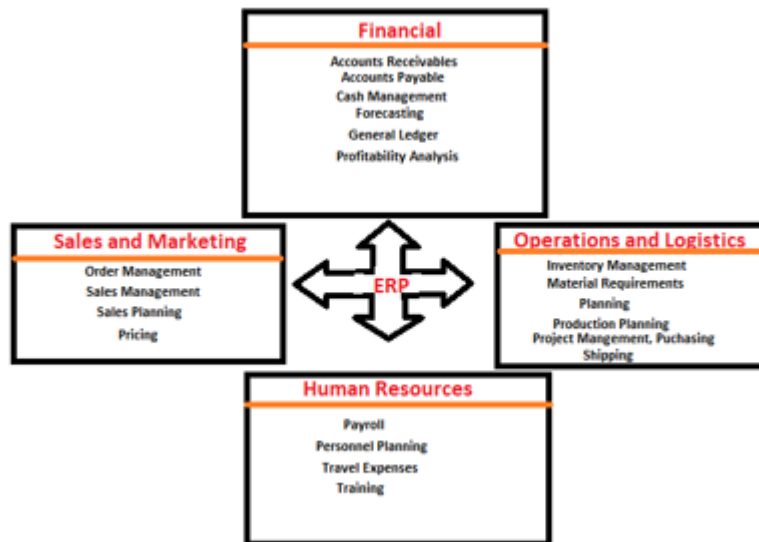 Financial
Accounts Receivables
Accounts Payable
Cash Management
Forecasting
General Ledger
Profitability Analysis
Sales and Marketing
Order Management
Sales Management
Sales Planning
Pricing
ERP
Operations and Logistics
Inventory Management
Material Requirements
Planning
Production Planning
Project Mangement, Puchasing
Shipping
Human Resources
Payroll
Personnel Planning
Travel Expenses
Training